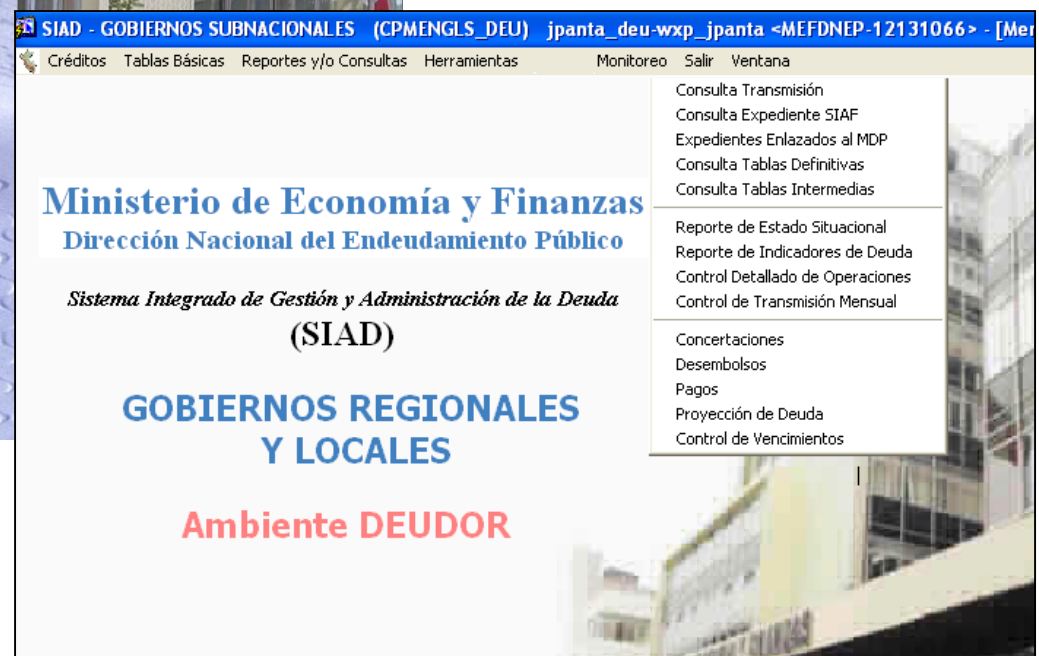 SIAD - GOBIERNOS SUBNACIONALES (CPMENGLS_DEU) jpanta_deu-wxp_jpanta <MEFDNEP-12131066> - [Mer
Créditos Tablas Básicas Reportes y/o Consultas Herramientas Monitoreo Salir Ventana
Consulta Transmisión
Consulta Expediente SIAF
Expedientes Enlazados al MDP
Consulta Tablas Definitivas
Consulta Tablas Intermedias
Reporte de Estado Situacional
Reporte de Indicadores de Deuda
Control Detallado de Operaciones
Control de Transmisión Mensual
Concertaciones
Desembolsos
Pagos
Proyección de Deuda
Control de Vencimientos
Ministerio de Economía y Finanzas
Dirección Nacional del Endeudamiento Público
Sistema Integrado de Gestión y Administración de la Deuda
(SIAD)
GOBIERNOS REGIONALES
Y LOCALES
Ambiente DEUDOR